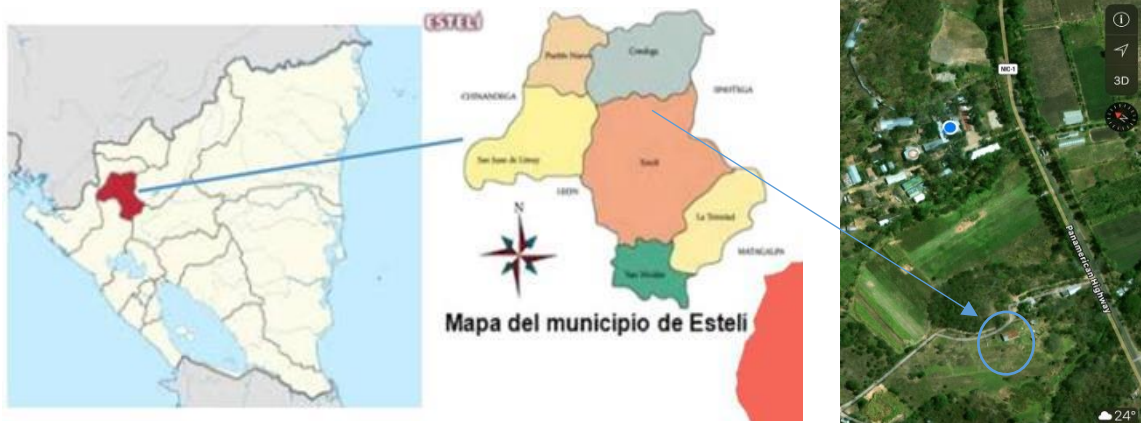 ESTELÍ
Pueblo Nuevo
Condega
CHINANDEGA
JINOTEGA
San Juan de Limay
Estelí
LEON
La Trinidad
N
MATAGALPA
San Nicolas
Mapa del municipio de Estelí
NIC-1
3D
N
Panamerican Highway
24°